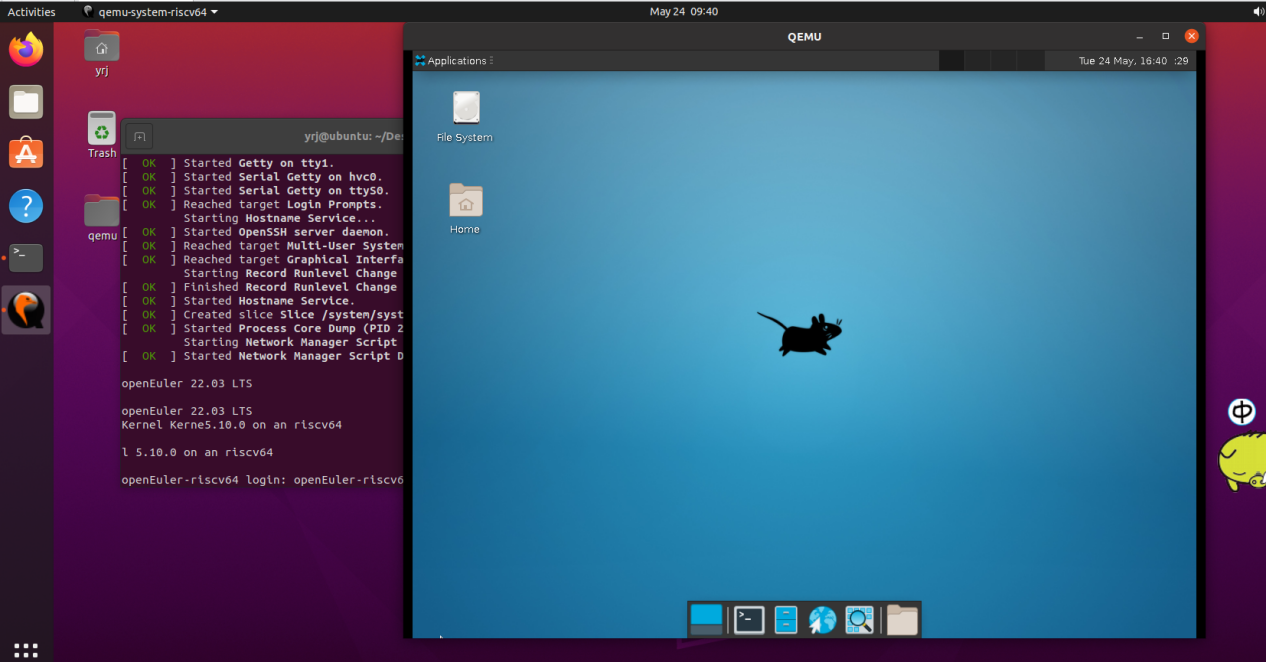 Activities
qemu-system-riscv64
May 24 09:40
yrj
Trash
qemu
yrj@ubuntu: ~/Des
[ OK ] Started Getty on tty1.
[ OK ] Started Serial Getty on hvc0.
[ OK ] Started Serial Getty on ttyS0.
[ OK ] Reached target Login Prompts.
Starting Hostname Service...
[ OK ] Started OpenSSH server daemon.
[ OK ] Reached target Multi-User System
[ OK ] Reached target Graphical Interfa
Starting Record Runlevel Change
[ OK ] Finished Record Runlevel Change
[ OK ] Started Hostname Service.
[ OK ] Created slice Slice /system/syst
[ OK ] Started Process Core Dump (PID 2
Starting Network Manager Script
[ OK ] Started Network Manager Script D
openEuler 22.03 LTS
openEuler 22.03 LTS
Kernel Kerne5.10.0 on an riscv64
l 5.10.0 on an riscv64
openEuler-riscv64 login: openEuler-riscv6
QEMU
Applications
Tue 24 May, 16:40 :29
File System
Home
中